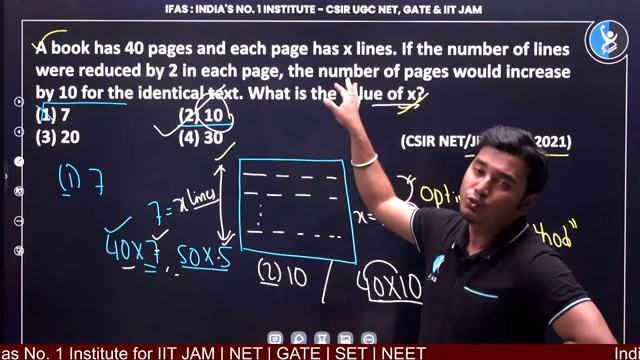 IFAS: INDIA'S NO. 1 INSTITUTE - CSIR UGC NET, GATE & IIT JAM
A book has 40 pages and each page has x lines. If the number of lines
were reduced by 2 in each page, the number of pages would increase
by 10 for the identical text. What is the value of x?
(1) 7
(2) 10
(3) 20
(4) 30
(CSIR NET/ 2021)
(1) 7
7 = x lines
x =
40×7
50×5
(2) 10
40×10
as No. 1 Institute for IIT JAM | NET | GATE | SET | NEET
Indi